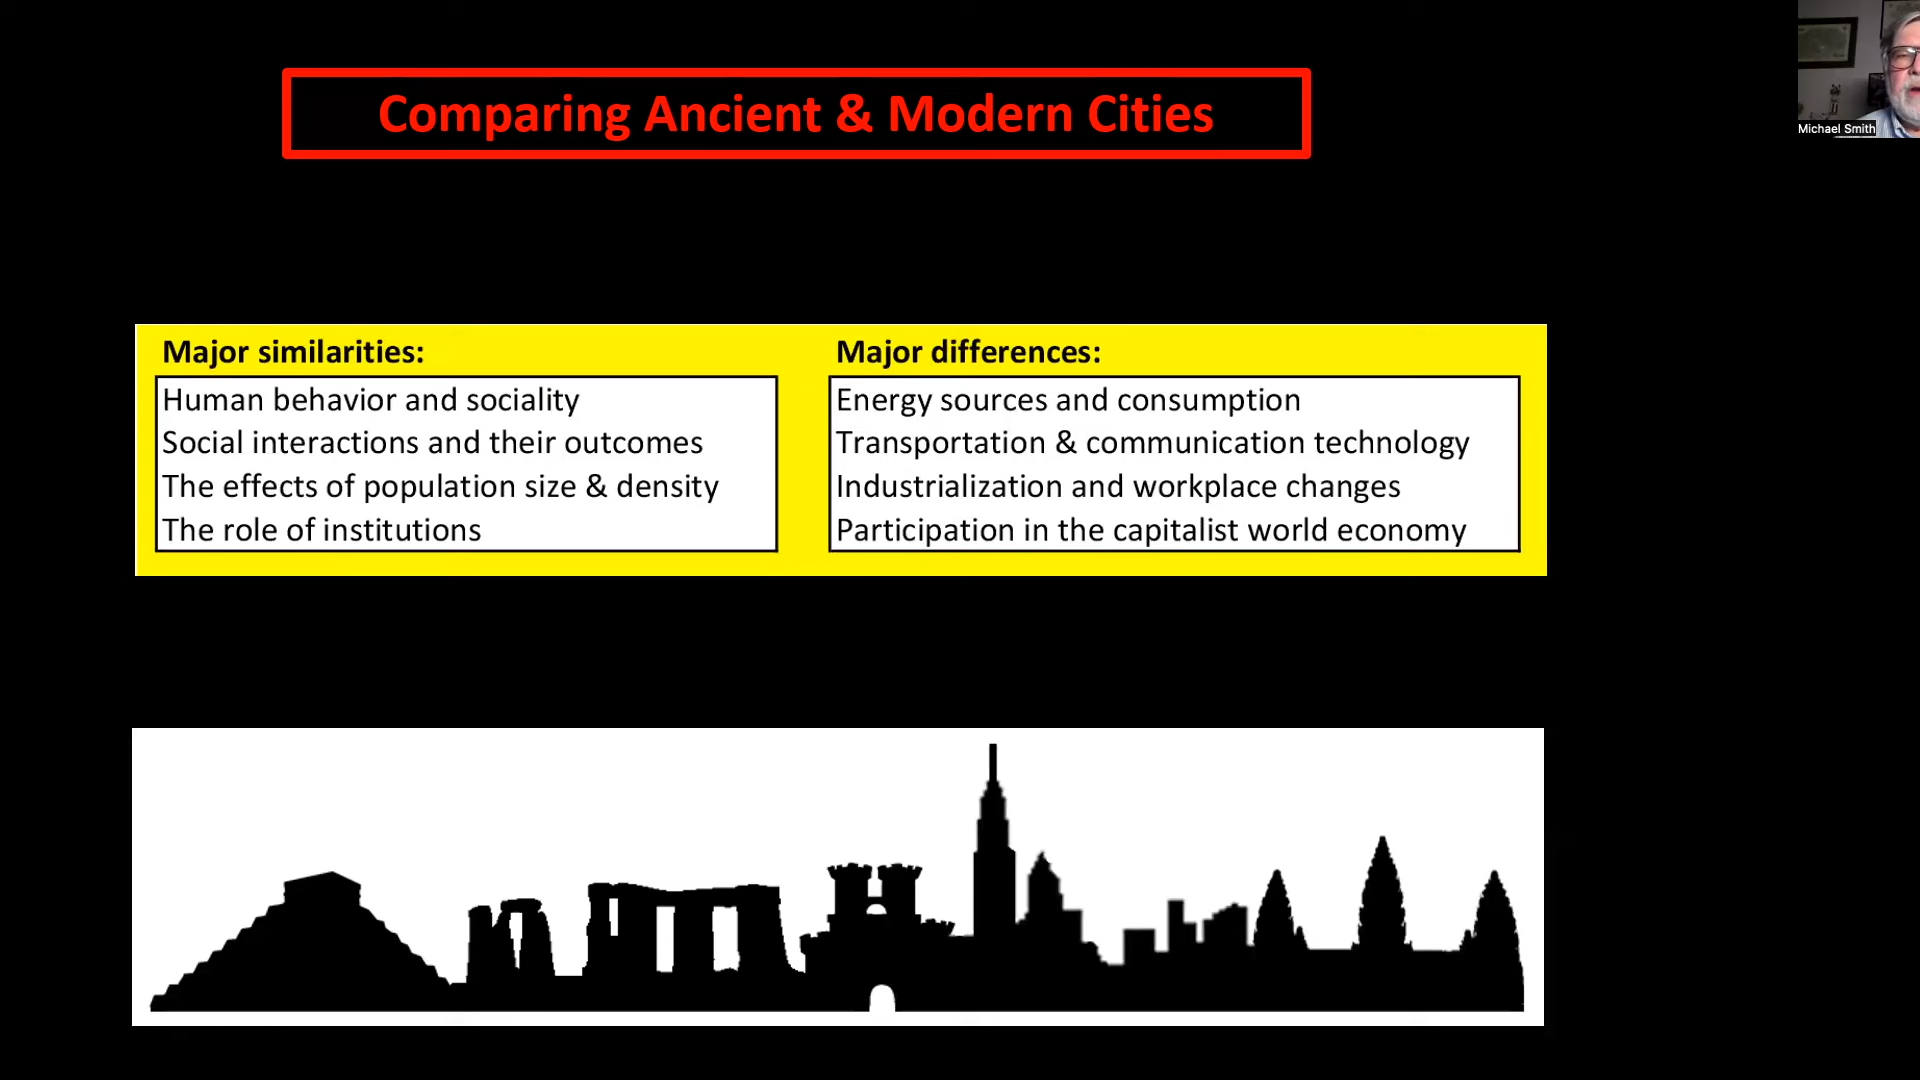 Comparing Ancient & Modern Cities
Michael Smith
Major similarities:
Human behavior and sociality
Social interactions and their outcomes
The effects of population size & density
The role of institutions
Major differences:
Energy sources and consumption
Transportation & communication technology
Industrialization and workplace changes
Participation in the capitalist world economy